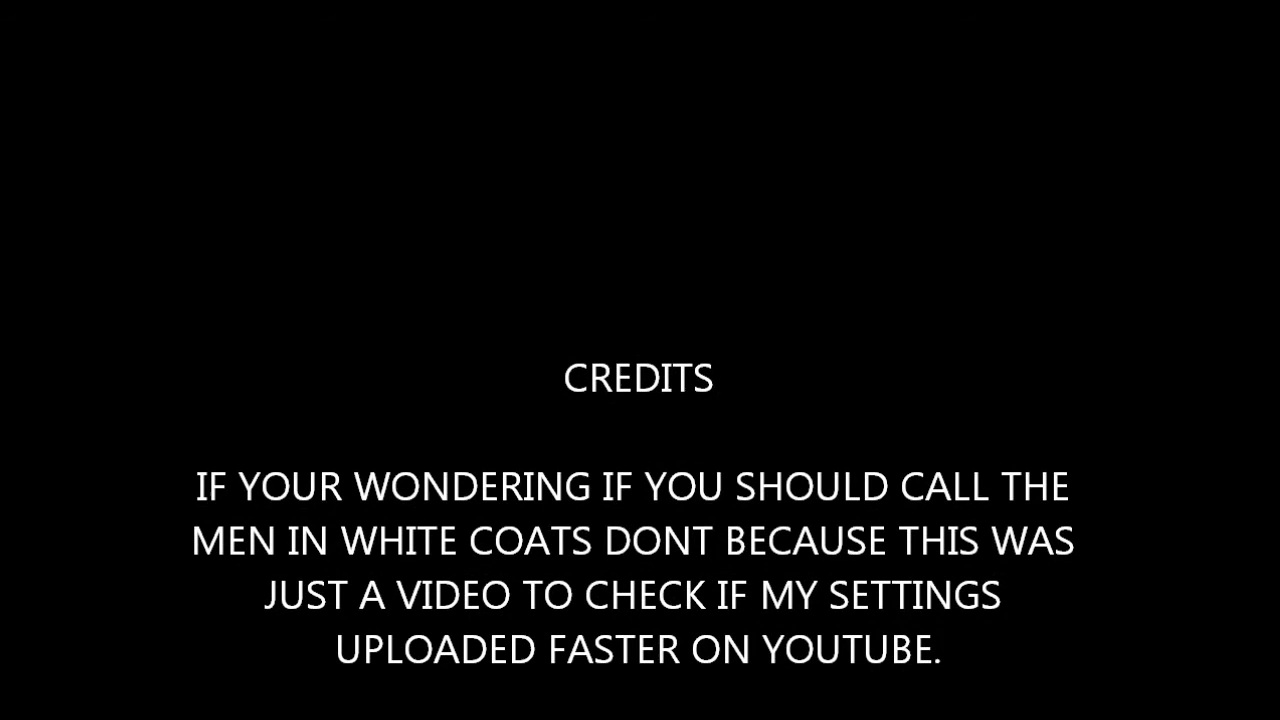 CREDITS
IF YOUR WONDERING IF YOU SHOULD CALL THE
MEN IN WHITE COATS DONT BECAUSE THIS WAS
JUST A VIDEO TO CHECK IF MY SETTINGS
UPLOADED FASTER ON YOUTUBE.